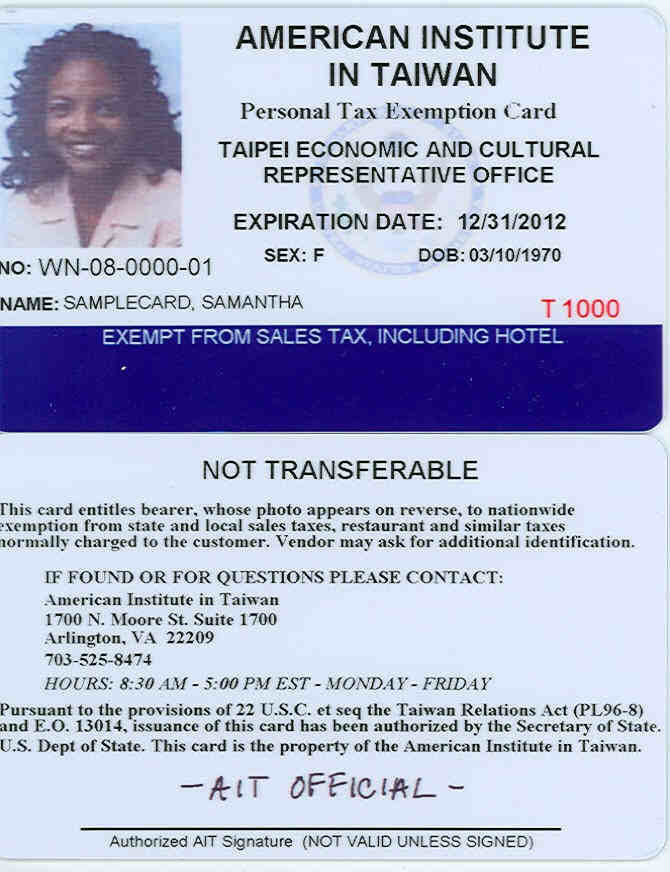 AMERICAN INSTITUTE
IN TAIWAN
Personal Tax Exemption Card
TAIPEI ECONOMIC AND CULTURAL
REPRESENTATIVE OFFICE
EXPIRATION DATE: 12/31/2012
SEX: F DOB: 03/10/1970
NO: WN-08-0000-01
NAME: SAMPLECARD, SAMANTHA
T 1000
EXEMPT FROM SALES TAX, INCLUDING HOTEL
NOT TRANSFERABLE
This card entitles bearer, whose photo appears on reverse, to nationwide
exemption from state and local sales taxes, restaurant and similar taxes
normally charged to the customer. Vendor may ask for additional identification.
IF FOUND OR FOR QUESTIONS PLEASE CONTACT:
American Institute in Taiwan
1700 N. Moore St. Suite 1700
Arlington, VA 22209
703-525-8474
HOURS: 8:30 AM - 5:00 PM EST - MONDAY - FRIDAY
Pursuant to the provisions of 22 U.S.C. et seq the Taiwan Relations Act (PL96-8)
and E.O. 13014, issuance of this card has been authorized by the Secretary of State.
U.S. Dept of State. This card is the property of the American Institute in Taiwan.
- AIT OFFICIAL -
Authorized AIT Signature (NOT VALID UNLESS SIGNED)